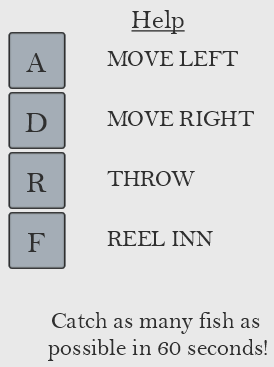 Help
A MOVE LEFT
D MOVE RIGHT
R THROW
F REEL INN
Catch as many fish as
possible in 60 seconds!